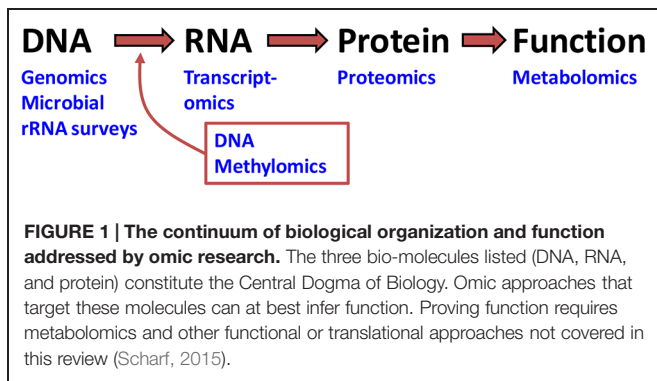 DNA RNA Protein Function
Genomics Transcript- Proteomics Metabolomics
Microbial omics
rRNA surveys
DNA
Methylomics
FIGURE 1 | The continuum of biological organization and function
addressed by omic research. The three bio-molecules listed (DNA, RNA,
and protein) constitute the Central Dogma of Biology. Omic approaches that
target these molecules can at best infer function. Proving function requires
metabolomics and other functional or translational approaches not covered in
this review (Scharf, 2015).